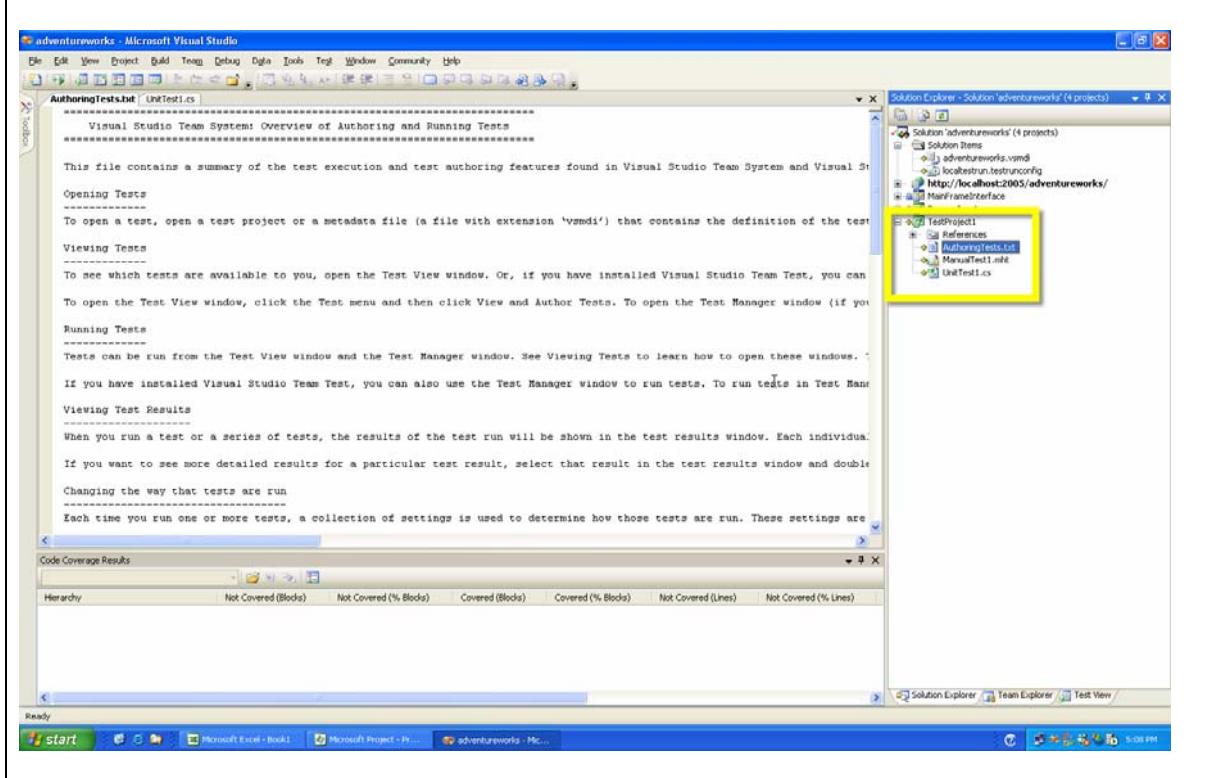 adventureworks - Microsoft Visual Studio
File Edit View Project Build Team Debug Data Tools Test Window Community Help
AuthoringTests.txt UnitTest1.cs
Visual Studio Team System: Overview of Authoring and Running Tests
This file contains a summary of the test execution and test authoring features found in Visual Studio Team System and Visual St
Opening Tests
To open a test, open a test project or a metadata file (a file with extension 'vsmdi') that contains the definition of the test
Viewing Tests
To see which tests are available to you, open the Test View window. Or, if you have installed Visual Studio Team Test, you can
To open the Test View window, click the Test menu and then click View and Author Tests. To open the Test Manager window (if you
Running Tests
Tests can be run from the Test View window and the Test Manager window. See Viewing Tests to learn how to open these windows.
If you have installed Visual Studio Team Test, you can also use the Test Manager window to run tests. To run tests in Test Mana
Viewing Test Results
When you run a test or a series of tests, the results of the test run will be shown in the test results window. Each individual
If you want to see more detailed results for a particular test result, select that result in the test results window and double
Changing the way that tests are run
Each time you run one or more tests, a collection of settings is used to determine how those tests are run. These settings are
Toolbox
Solution Explorer - Solution 'adventureworks' (4 projects)
Solution 'adventureworks' (4 projects)
Solution Items
adventureworks.vsmdi
localtestrun.testrunconfig
http://localhost:2005/adventureworks/
MainFrameInterface
TestProject1
References
AuthoringTests.txt
ManualTest1.mht
UnitTest1.cs
Code Coverage Results
Hierarchy Not Covered (Blocks) Not Covered (% Blocks) Covered (Blocks) Covered (% Blocks) Not Covered (Lines) Not Covered (% Lines)
Solution Explorer Team Explorer Test View
Ready
start Microsoft Excel - Book1 Microsoft Project - Pr... adventureworks - Mic... 5:08 PM